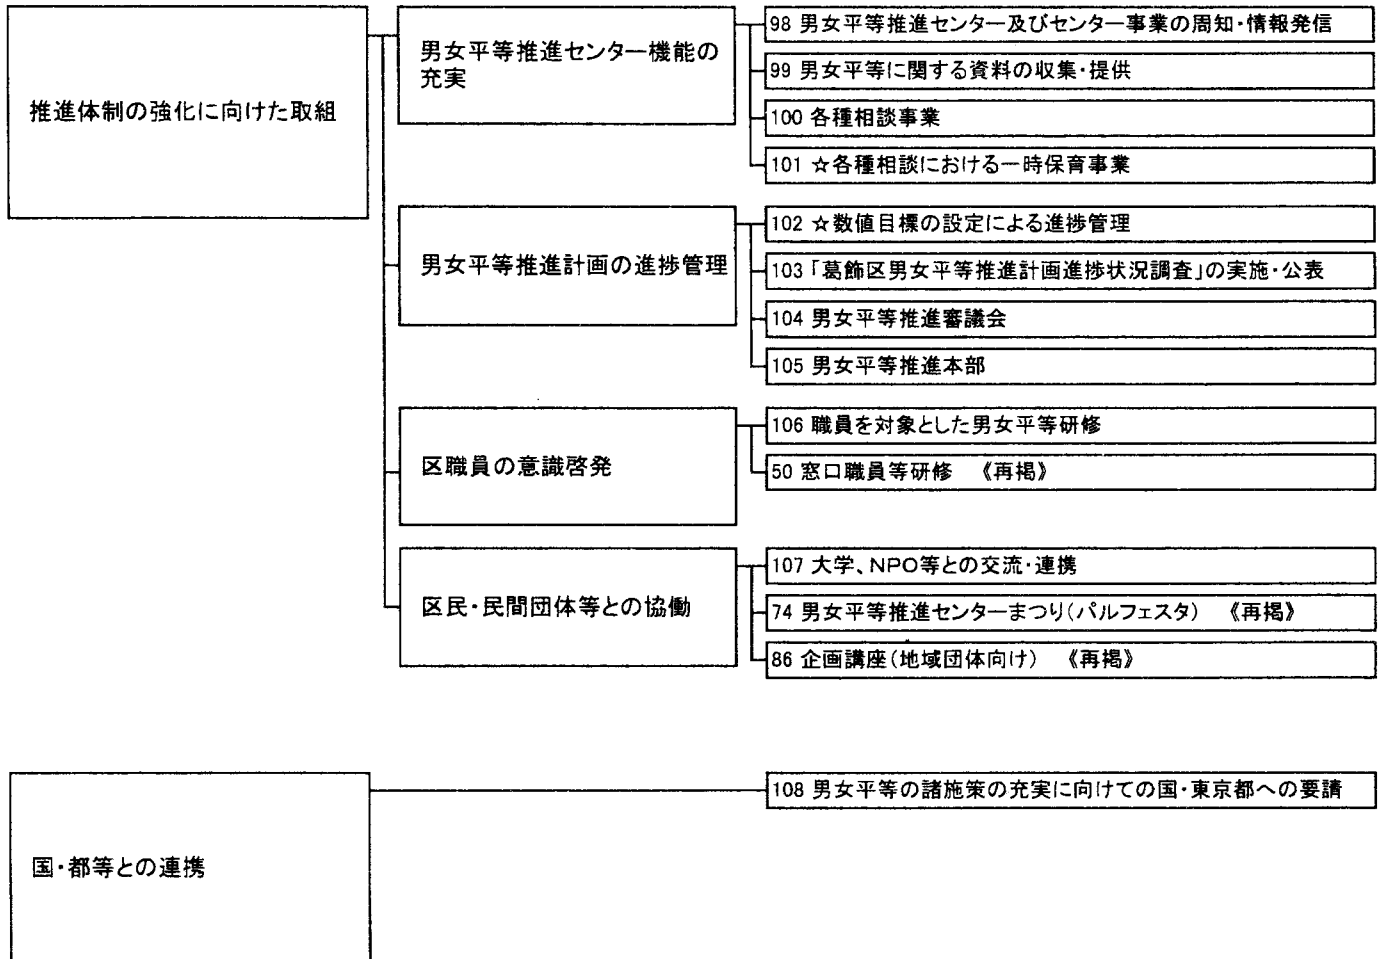 推進体制の強化に向けた取組
男女平等推進センター機能の
充実
98 男女平等推進センター及びセンター事業の周知・情報発信
99 男女平等に関する資料の収集・提供
100 各種相談事業
101 ☆各種相談における一時保育事業
男女平等推進計画の進捗管理
102 ☆数値目標の設定による進捗管理
103 「葛飾区男女平等推進計画進捗状況調査」の実施・公表
104 男女平等推進審議会
105 男女平等推進本部
区職員の意識啓発
106 職員を対象とした男女平等研修
50 窓口職員等研修 《再掲》
区民・民間団体等との協働
107 大学、NPO等との交流・連携
74 男女平等推進センターまつり(パルフェスタ) 《再掲》
86 企画講座(地域団体向け) 《再掲》
国・都等との連携
108 男女平等の諸施策の充実に向けての国・東京都への要請